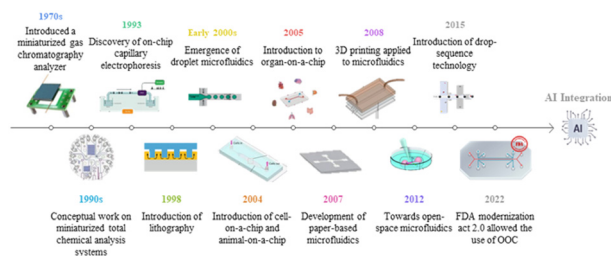 1970s
Introduced a
miniaturized gas
chromatography
analyzer
1993
Discovery of on-chip
capillary
electrophoresis
Early 2000s
Emergence of
droplet microfluidics
2005
Introduction to
organ-on-a-chip
2008
3D printing applied
to microfluidics
2015
Introduction of drop-
sequence
technology
AI Integration
AI
1990s
Conceptual work on
miniaturized total
chemical analysis
systems
1998
Introduction of
lithography
2004
Introduction of cell-
on-a-chip and
animal-on-a-chip
2007
Development of
paper-based
microfluidics
2012
Towards open-
space microfluidics
FDA
2022
FDA modernization
act 2.0 allowed the
use of OOC